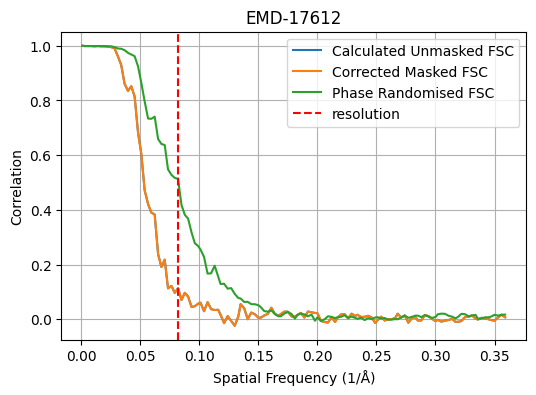 EMD-17612
Calculated Unmasked FSC
Corrected Masked FSC
Phase Randomised FSC
resolution
Correlation
1.0
0.8
0.6
0.4
0.2
0.0
0.00 0.05 0.10 0.15 0.20 0.25 0.30 0.35
Spatial Frequency (1/Å)